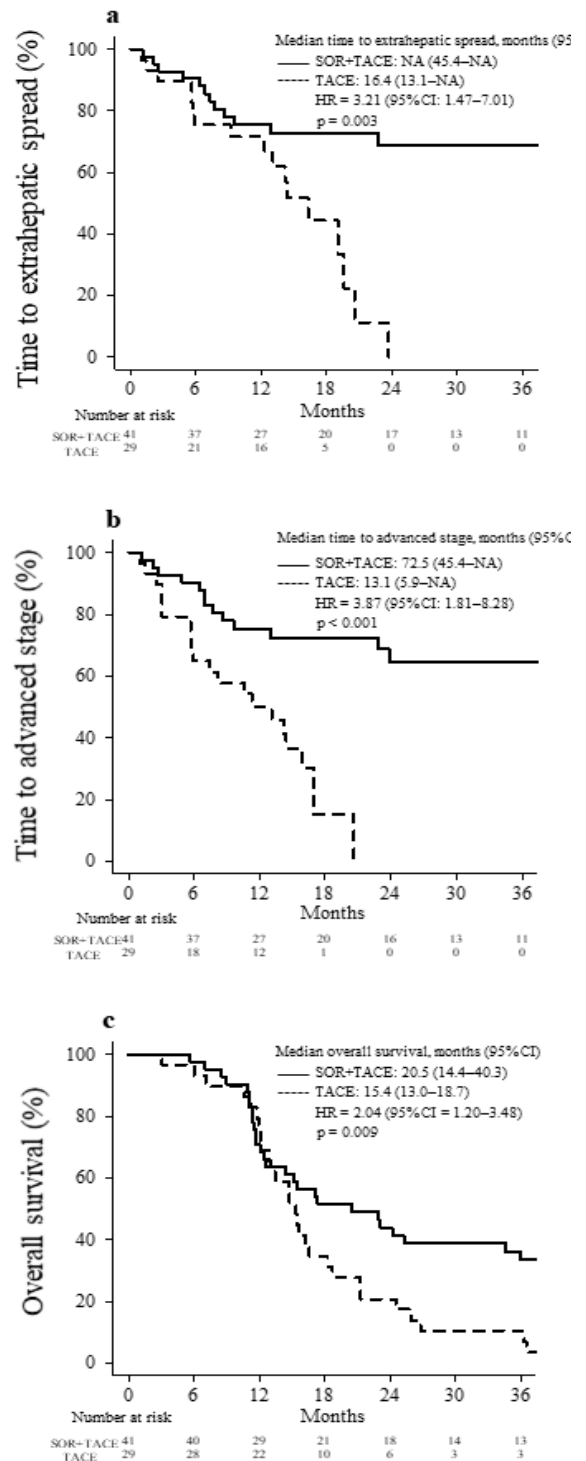 a
Time to extrahepatic spread (%)
Median time to extrahepatic spread, months (95
SOR+TACE: NA (45.4–NA)
TACE: 16.4 (13.1–NA)
HR = 3.21 (95%CI: 1.47–7.01)
p = 0.003
100
80
60
40
20
0
0 6 12 18 24 30 36
Months
Number at risk
SOR+TACE 41 37 27 20 17 13 11
TACE 29 21 16 5 0 0 0
b
Time to advanced stage (%)
Median time to advanced stage, months (95%C
SOR+TACE: 72.5 (45.4–NA)
TACE: 13.1 (5.9–NA)
HR = 3.87 (95%CI: 1.81–8.28)
p < 0.001
100
80
60
40
20
0
0 6 12 18 24 30 36
Months
Number at risk
SOR+TACE 41 37 27 20 16 13 11
TACE 29 18 12 1 0 0 0
c
Overall survival (%)
Median overall survival, months (95%CI)
SOR+TACE: 20.5 (14.4–40.3)
TACE: 15.4 (13.0–18.7)
HR = 2.04 (95%CI = 1.20–3.48)
p = 0.009
100
80
60
40
20
0
0 6 12 18 24 30 36
Months
Number at risk
SOR+TACE 41 40 29 21 18 14 13
TACE 29 28 22 10 6 3 3